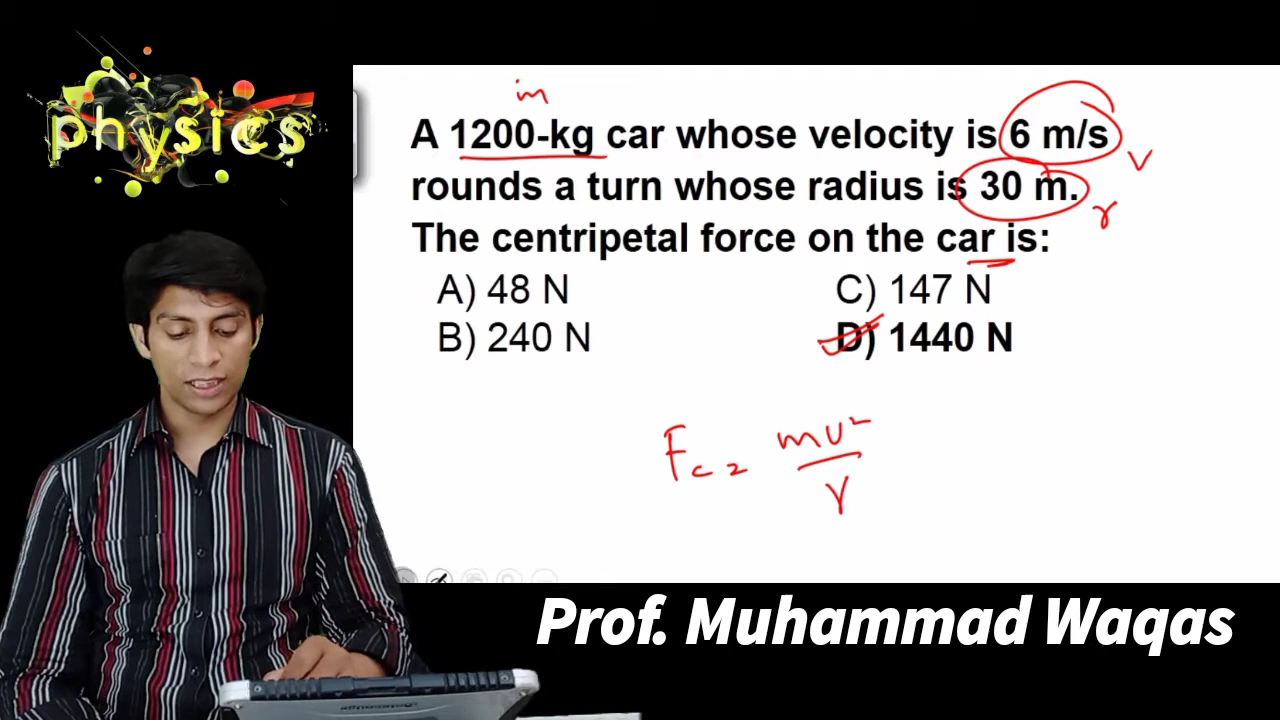 physics
m
A 1200-kg car whose velocity is 6 m/s
v
rounds a turn whose radius is 30 m.
r
The centripetal force on the car is:
A) 48 N
C) 147 N
B) 240 N
D) 1440 N
Fc = mv²
r
Prof. Muhammad Waqas